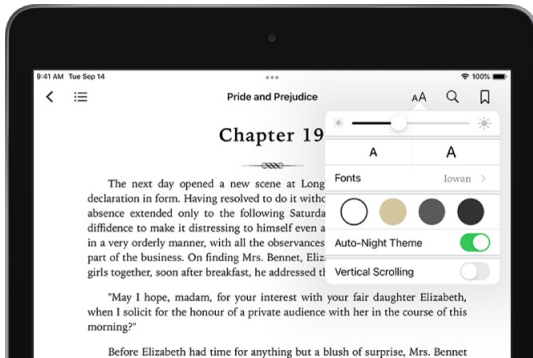 9:41 AM Tue Sep 14
100%
Pride and Prejudice
AA
Chapter 19
A A
Fonts Iowan
Auto-Night Theme
Vertical Scrolling
The next day opened a new scene at Long
declaration in form. Having resolved to do it witho
absence extended only to the following Saturda
diffidence to make it distressing to himself even a
in a very orderly manner, with all the observances
part of the business. On finding Mrs. Bennet, Eliz
girls together, soon after breakfast, he addressed th
"May I hope, madam, for your interest with your fair daughter Elizabeth,
when I solicit for the honour of a private audience with her in the course of this
morning?"
Before Elizabeth had time for anything but a blush of surprise, Mrs. Bennet